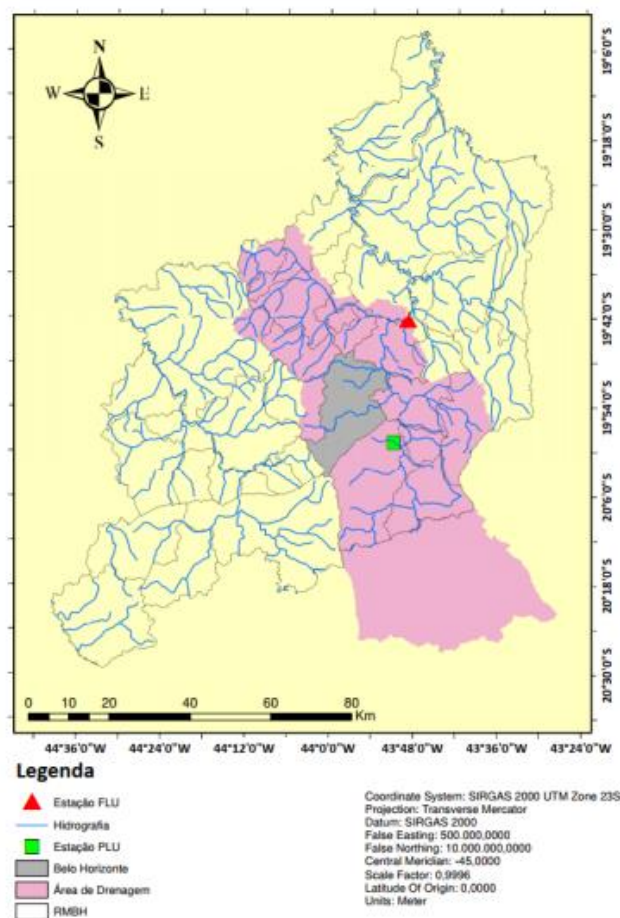 N
W E
S
19°6'0"S
19°18'0"S
19°30'0"S
19°42'0"S
19°54'0"S
20°6'0"S
20°18'0"S
20°30'0"S
0 10 20 40 60 80
Km
44°36'0"W 44°24'0"W 44°12'0"W 44°0'0"W 43°48'0"W 43°36'0"W 43°24'0"W
Legenda
Estação FLU
Hidrografia
Estação PLU
Belo Horizonte
Área de Drenagem
RMBH
Coordinate System: SIRGAS 2000 UTM Zone 23S
Projection: Transverse Mercator
Datum: SIRGAS 2000
False Easting: 500.000,0000
False Northing: 10.000.000,0000
Central Meridian: -45,0000
Scale Factor: 0,9996
Latitude Of Origin: 0,0000
Units: Meter